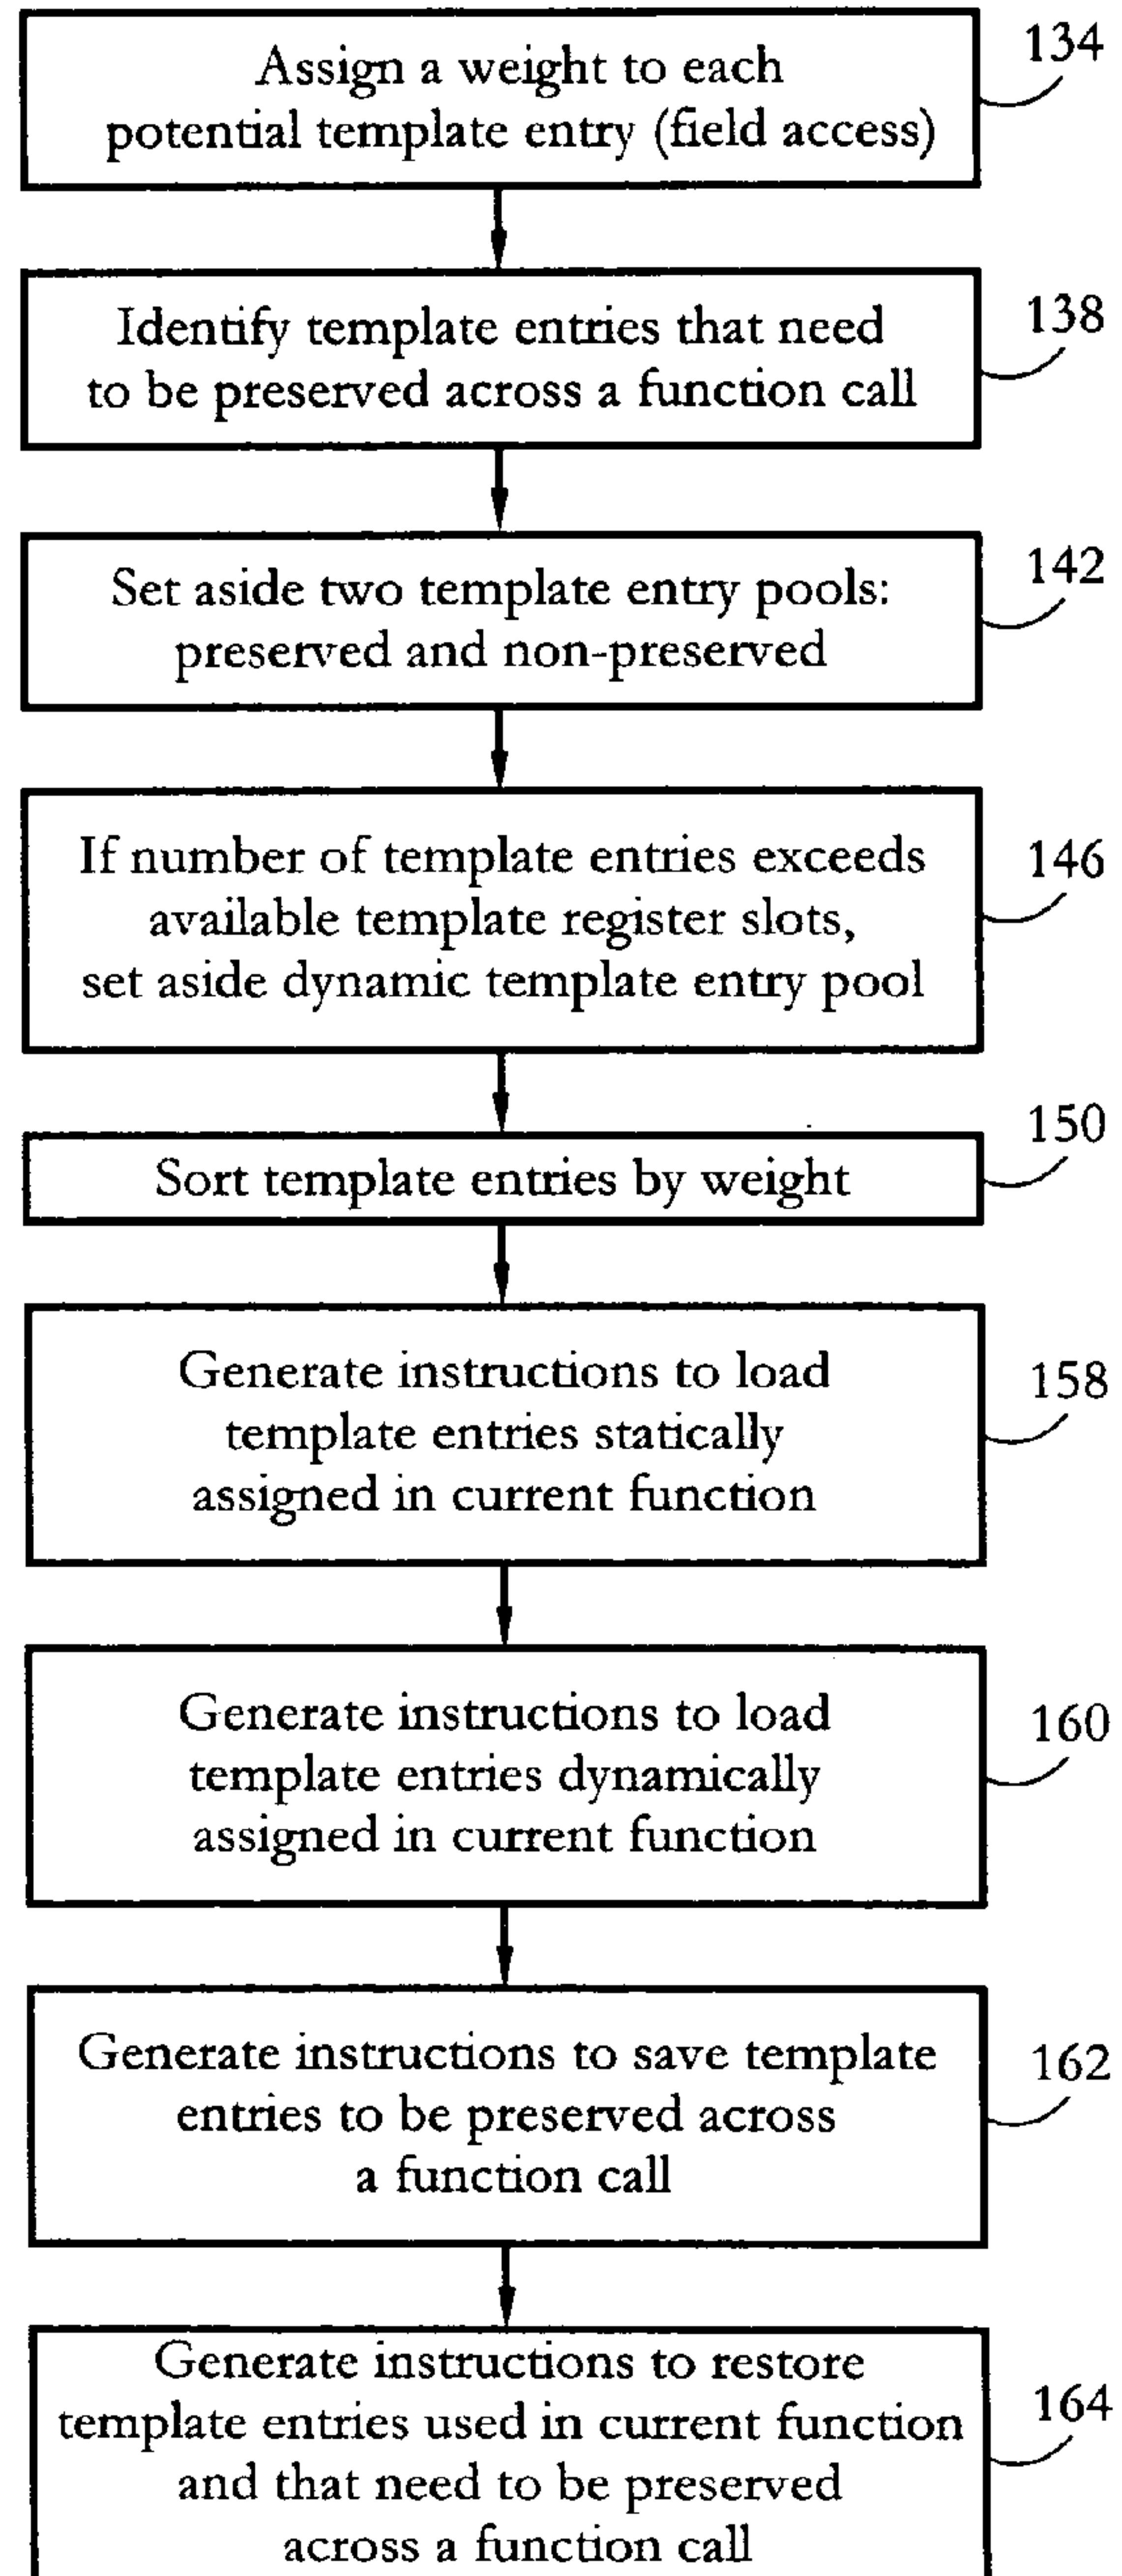 Assign a weight to each
potential template entry (field access)
134
Identify template entries that need
to be preserved across a function call
138
Set aside two template entry pools:
preserved and non-preserved
142
If number of template entries exceeds
available template register slots,
set aside dynamic template entry pool
146
Sort template entries by weight
150
Generate instructions to load
template entries statically
assigned in current function
158
Generate instructions to load
template entries dynamically
assigned in current function
160
Generate instructions to save template
entries to be preserved across
a function call
162
Generate instructions to restore
template entries used in current function
and that need to be preserved
across a function call
164